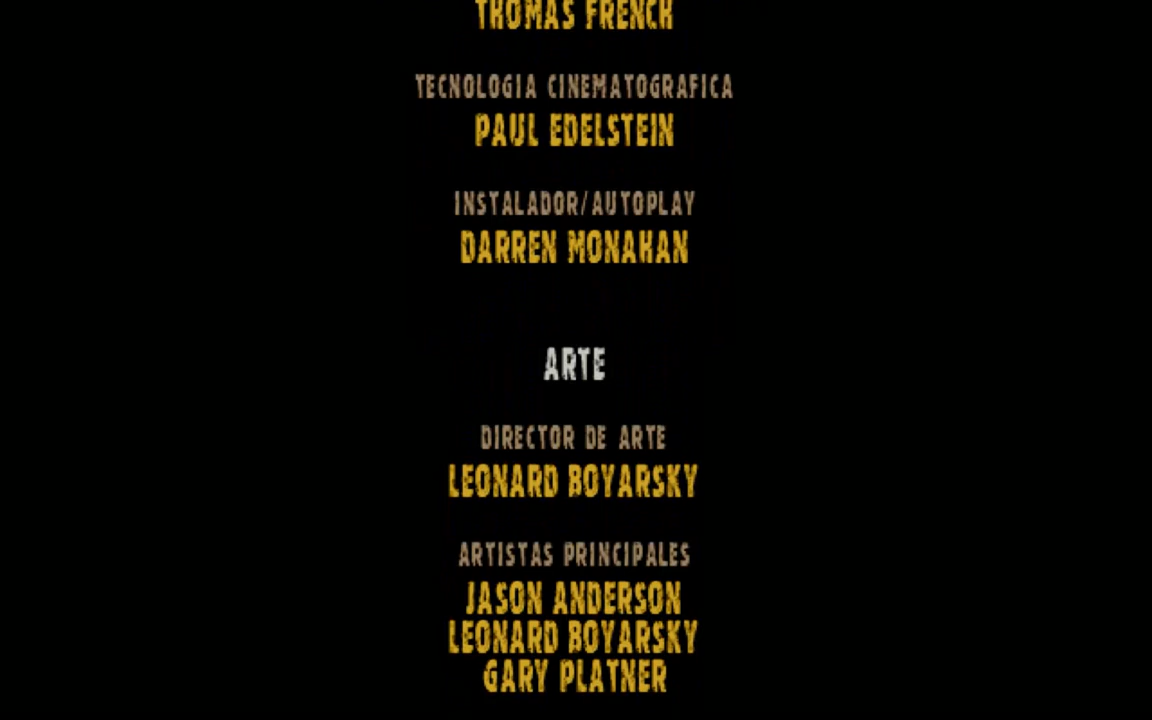 THOMAS FRENCH
TECNOLOGIA CINEMATOGRAFICA
PAUL EDELSTEIN
INSTALADOR/AUTOPLAY
DARREN MONAHAN
ARTE
DIRECTOR DE ARTE
LEONARD BOYARSKY
ARTISTAS PRINCIPALES
JASON ANDERSON
LEONARD BOYARSKY
GARY PLATNER